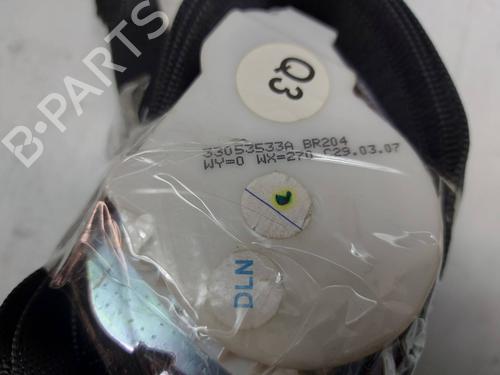 B-PARTS
Q3
33053533A BR204
WY=0 WX=270 C29.03.07
DLN